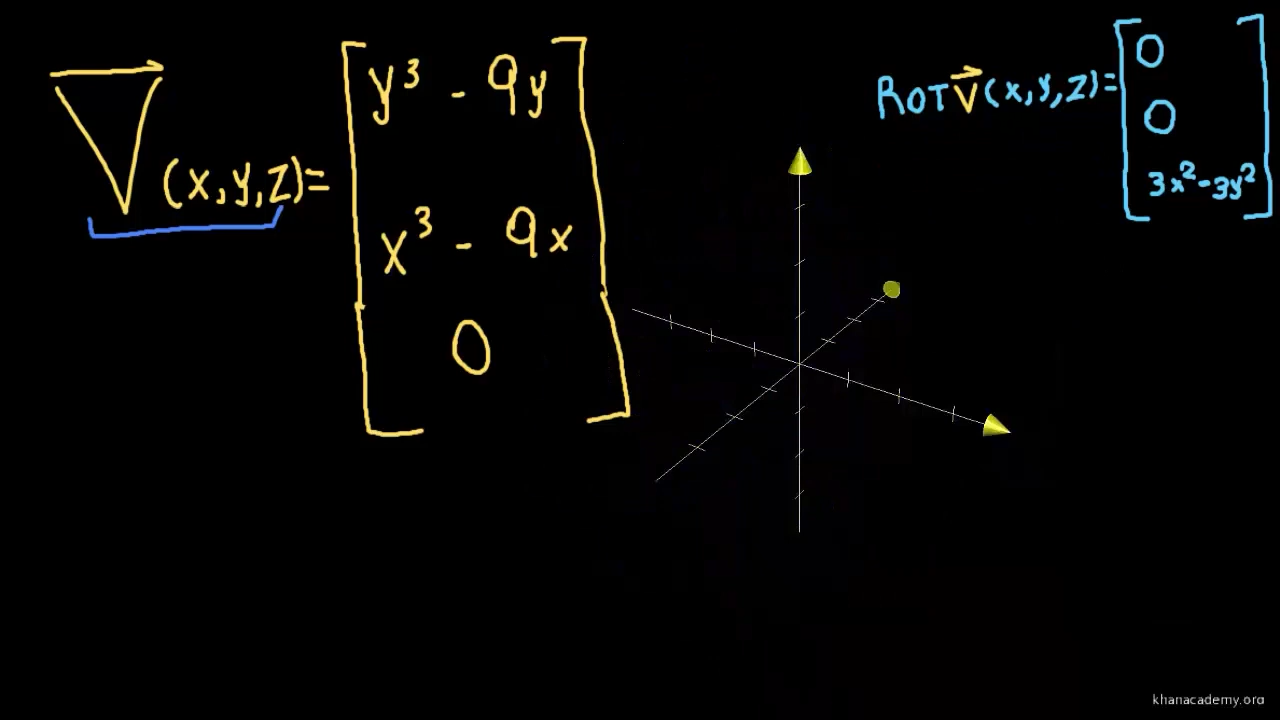 V(x,y,z)=
y³ - 9y
x³ - 9x
0
ROT V(x,y,z)=
0
0
3x²-3y²
khanacademy.org